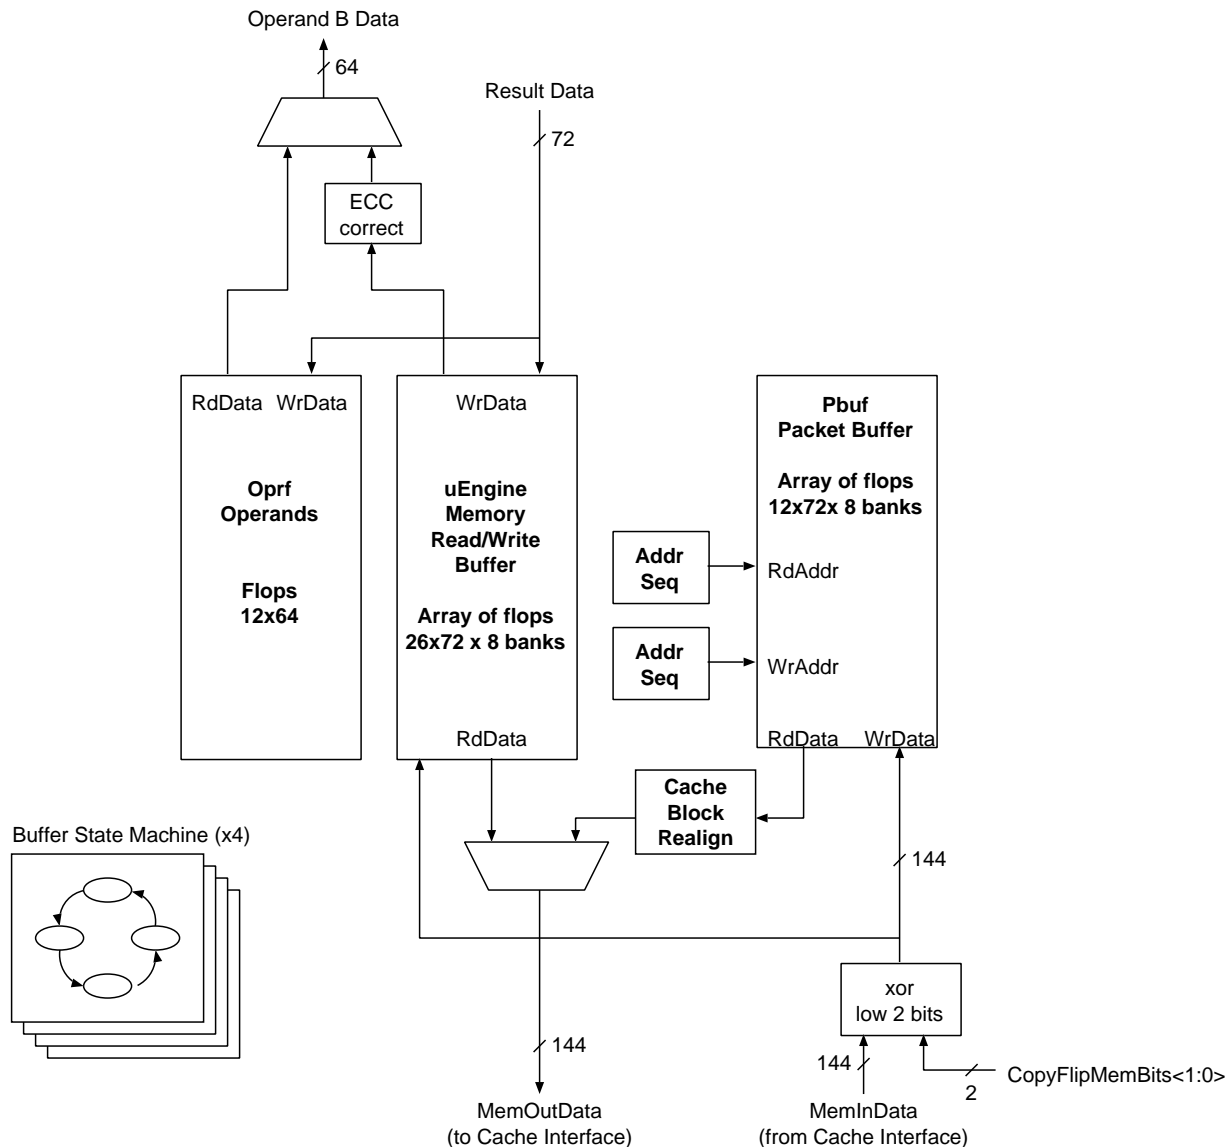 Operand B Data
64
Result Data
72
ECC
correct
RdData
WrData
WrData
Pbuf
Packet Buffer
Array of flops
12x72x 8 banks
Oprf
Operands
Flops
12x64
uEngine
Memory
Read/Write
Buffer
Array of flops
26x72 x 8 banks
Addr
Seq
RdAddr
Addr
Seq
WrAddr
RdData
RdData
WrData
Cache
Block
Realign
Buffer State Machine (x4)
144
xor
low 2 bits
144
144
2
CopyFlipMemBits<1:0>
MemOutData
(to Cache Interface)
MemInData
(from Cache Interface)